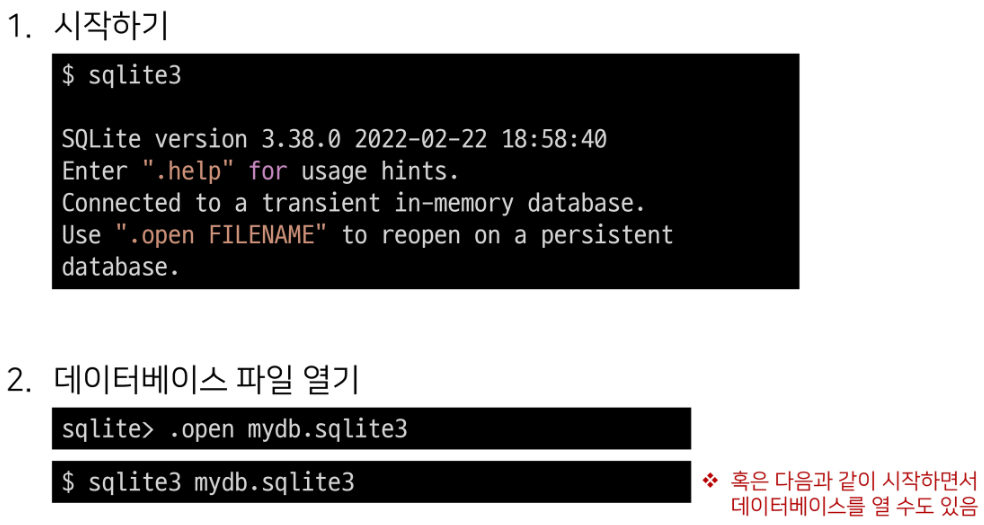 1. 시작하기
$ sqlite3
SQLite version 3.38.0 2022-02-22 18:58:40
Enter ".help" for usage hints.
Connected to a transient in-memory database.
Use ".open FILENAME" to reopen on a persistent
database.
2. 데이터베이스 파일 열기
sqlite> .open mydb.sqlite3
$ sqlite3 mydb.sqlite3
❖ 혹은 다음과 같이 시작하면서
데이터베이스를 열 수도 있음